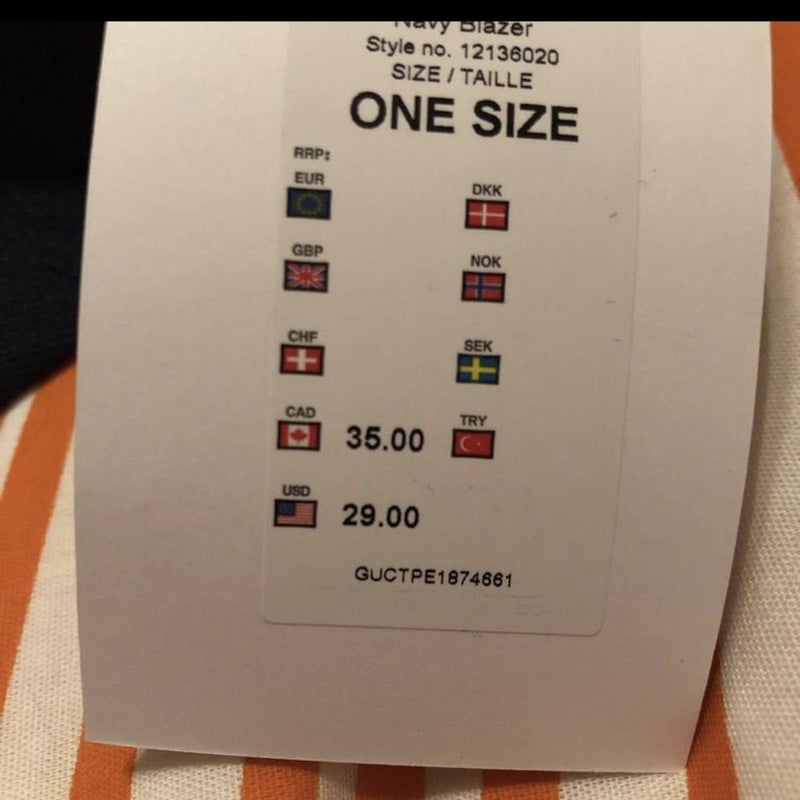 Navy Blazer
Style no. 12136020
SIZE / TAILLE
ONE SIZE
RRP:
EUR DKK
GBP NOK
CHF SEK
CAD 35.00 TRY
USD 29.00
GUCTPE1874661